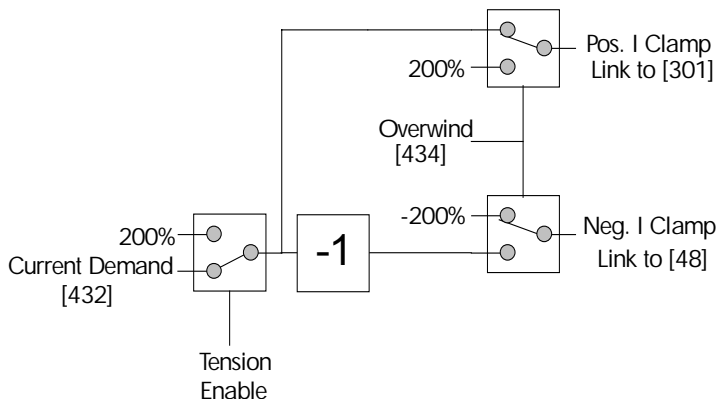 Pos. I Clamp
Link to [301]
200%
Overwind
[434]
-200%
Neg. I Clamp
Link to [48]
200%
Current Demand
[432]
-1
Tension
Enable